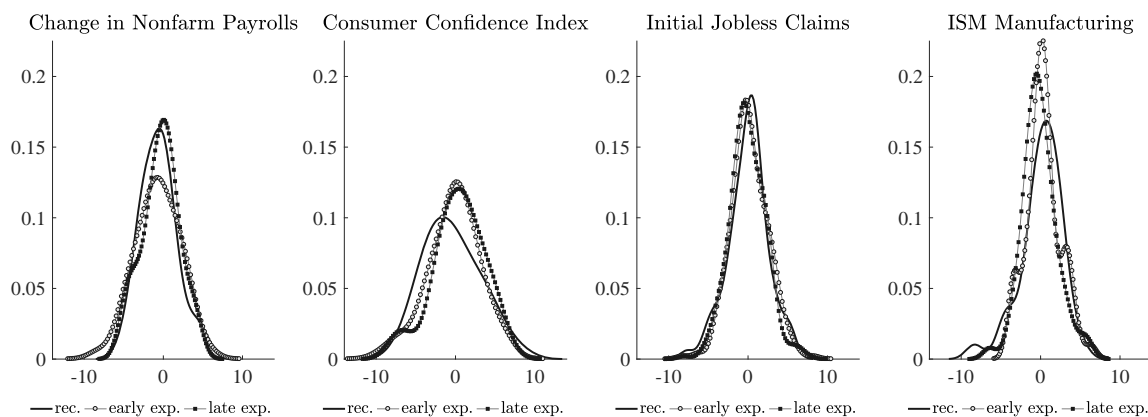 Change in Nonfarm Payrolls
0.2
0.15
0.1
0.05
0
-10 0 10
rec. early exp. late exp.
Consumer Confidence Index
0.2
0.15
0.1
0.05
0
-10 0 10
rec. early exp. late exp.
Initial Jobless Claims
0.2
0.15
0.1
0.05
0
-10 0 10
rec. early exp. late exp.
ISM Manufacturing
0.2
0.15
0.1
0.05
0
-10 0 10
rec. early exp. late exp.